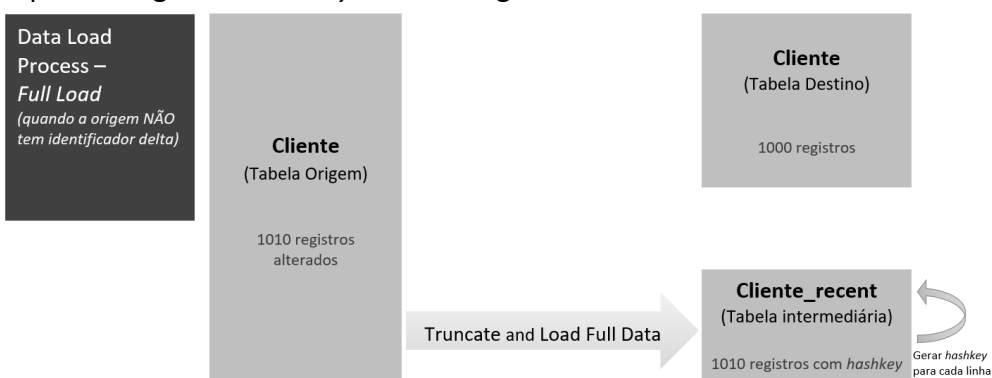 Data Load
Process –
Full Load
(quando a origem NÃO
tem identificador delta)
Cliente
(Tabela Origem)
1010 registros
alterados
Truncate and Load Full Data
Cliente
(Tabela Destino)
1000 registros
Cliente_recent
(Tabela intermediária)
1010 registros com hashkey
Gerar hashkey
para cada linha